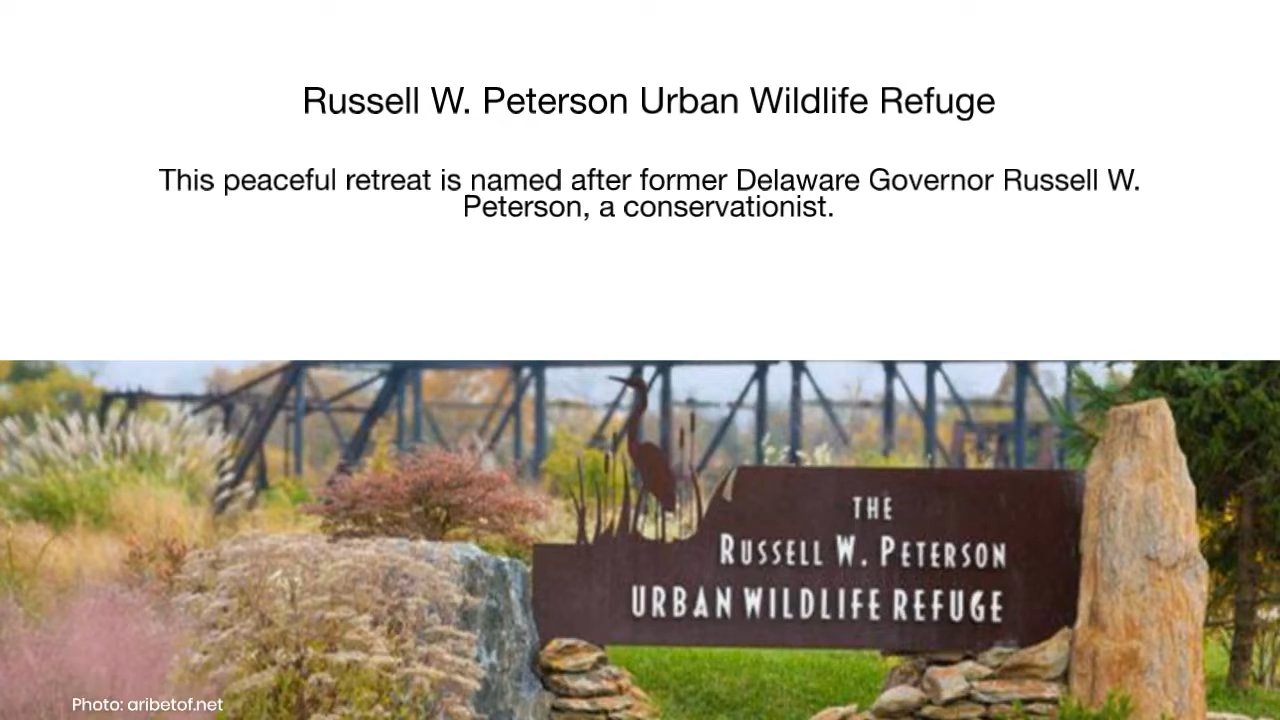 Russell W. Peterson Urban Wildlife Refuge
This peaceful retreat is named after former Delaware Governor Russell W.
Peterson, a conservationist.
THE
RUSSELL W. PETERSON
URBAN WILDLIFE REFUGE
Photo: aribetof.net